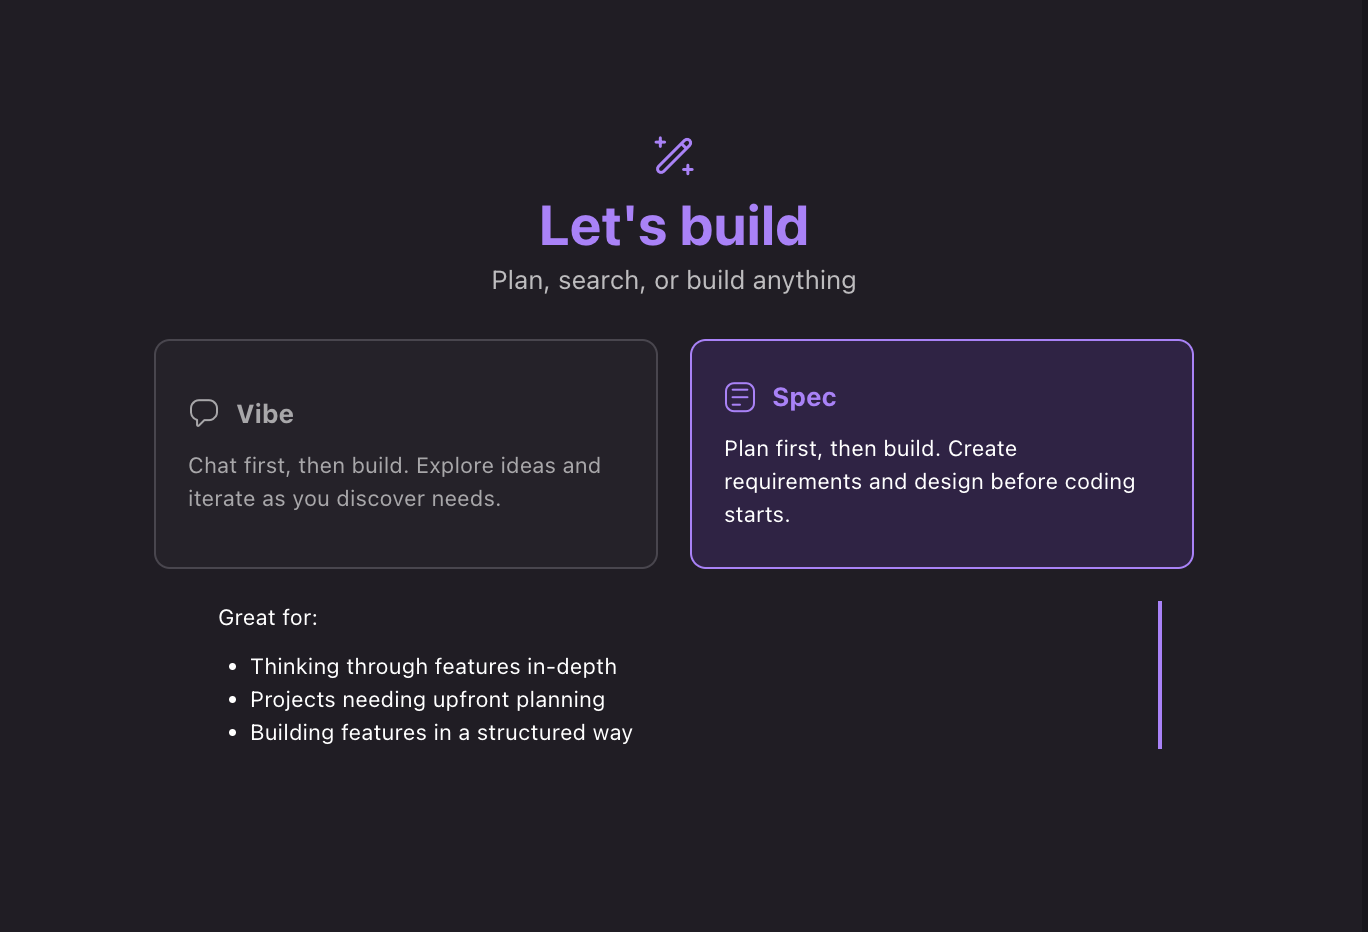 Let's build
Plan, search, or build anything
Vibe
Chat first, then build. Explore ideas and
iterate as you discover needs.
Spec
Plan first, then build. Create
requirements and design before coding
starts.
Great for:
• Thinking through features in-depth
• Projects needing upfront planning
• Building features in a structured way